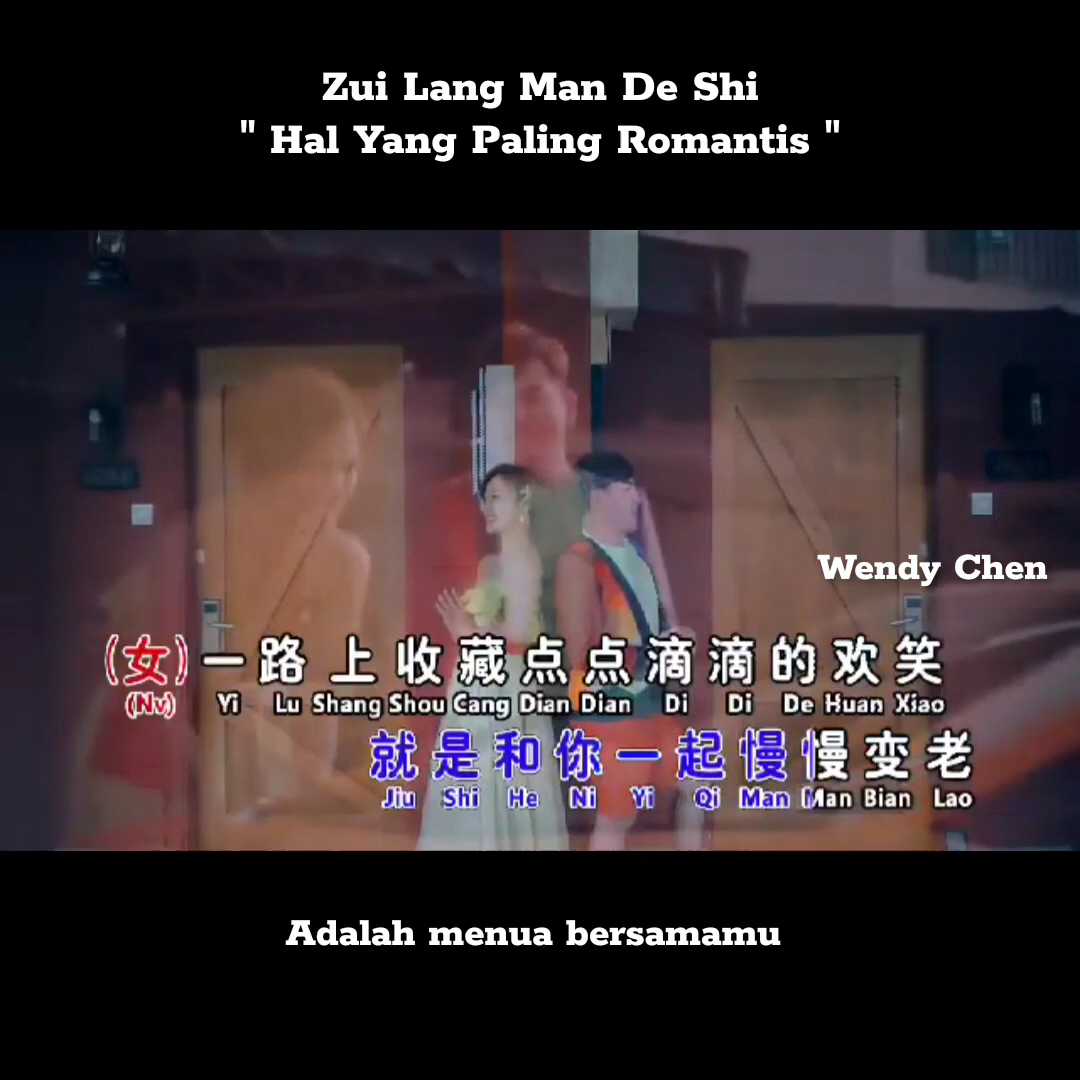 Zui Lang Man De Shi
" Hal Yang Paling Romantis "
Wendy Chen
(女)一路上收藏点点滴滴的欢笑
(Nv) Yi Lu Shang Shou Cang Dian Dian Di Di De Huan Xiao
就是和你一起慢慢变老
Jiu Shi He Ni Yi Qi Man Man Bian Lao
Adalah menua bersamamu